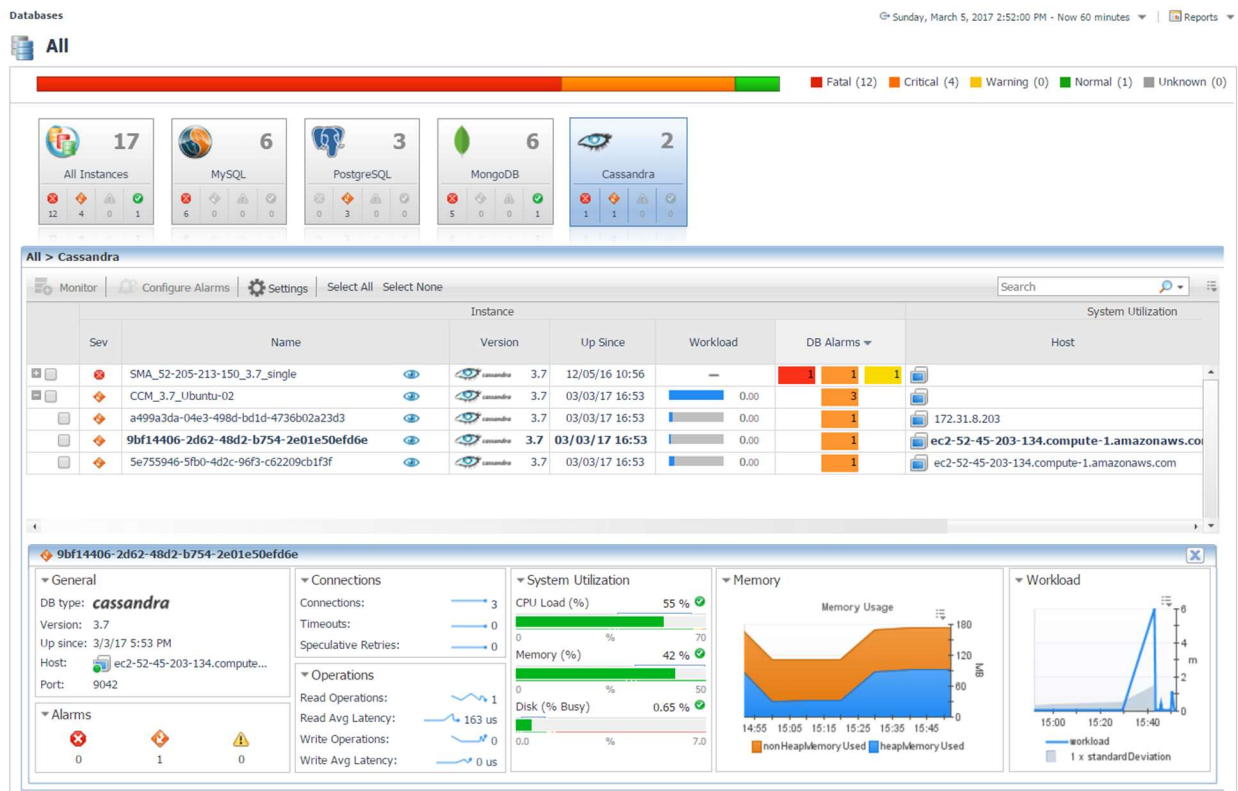 Databases
Sunday, March 5, 2017 2:52:00 PM - Now 60 minutes
Reports
All
Fatal (12) Critical (4) Warning (0) Normal (1) Unknown (0)
17 6 3 6 2
All Instances MySQL PostgreSQL MongoDB Cassandra
12 4 0 1 6 0 0 0 0 3 0 0 5 0 0 1 1 1 0 0
All > Cassandra
Monitor Configure Alarms Settings Select All Select None Search
Instance System Utilization
Sev Name Version Up Since Workload DB Alarms Host
SMA_52-205-213-150_3.7_single cassandra 3.7 12/05/16 10:56 – 1 1 1
CCM_3.7_Ubuntu-02 cassandra 3.7 03/03/17 16:53 0.00 3
a499a3da-04e3-498d-bd1d-4736b02a23d3 cassandra 3.7 03/03/17 16:53 0.00 1 172.31.8.203
9bf14406-2d62-48d2-b754-2e01e50efd6e cassandra 3.7 03/03/17 16:53 0.00 1 ec2-52-45-203-134.compute-1.amazonaws.co
5e755946-5fb0-4d2c-96f3-c62209cb1f3f cassandra 3.7 03/03/17 16:53 0.00 1 ec2-52-45-203-134.compute-1.amazonaws.com
9bf14406-2d62-48d2-b754-2e01e50efd6e
General
DB type: cassandra
Version: 3.7
Up since: 3/3/17 5:53 PM
Host: ec2-52-45-203-134.compute...
Port: 9042
Alarms
0 1 0
Connections
Connections: 3
Timeouts: 0
Speculative Retries: 0
Operations
Read Operations: 1
Read Avg Latency: 163 us
Write Operations: 0
Write Avg Latency: 0 us
System Utilization
CPU Load (%) 55 %
0 % 70
Memory (%) 42 %
0 % 50
Disk (% Busy) 0.65 %
0.0 % 7.0
Memory
Memory Usage
180
120
60
0
MB
14:55 15:05 15:15 15:25 15:35 15:45
nonHeapMemory Used heapMemory Used
Workload
6
4
2
0
m
15:00 15:20 15:40
workload
1 x standardDeviation